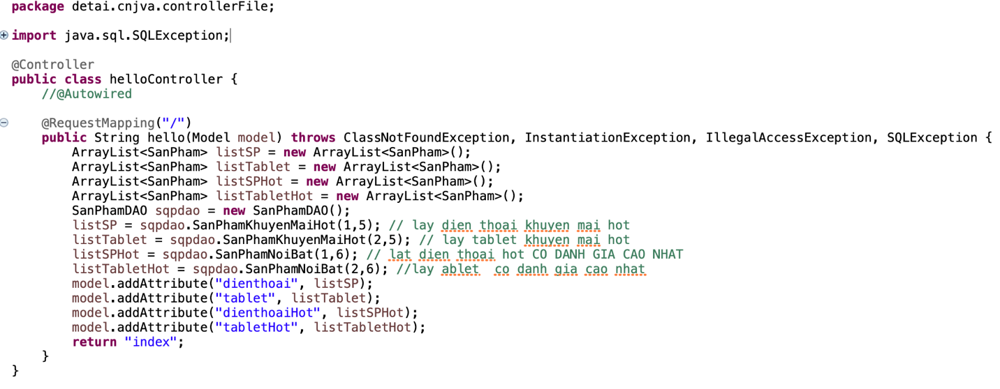 package detai.cnjva.controllerFile;
import java.sql.SQLException;
@Controller
public class helloController {
//@Autowired
@RequestMapping("/")
public String hello(Model model) throws ClassNotFoundException, InstantiationException, IllegalAccessException, SQLException {
ArrayList<SanPham> listSP = new ArrayList<SanPham>();
ArrayList<SanPham> listTablet = new ArrayList<SanPham>();
ArrayList<SanPham> listSPHot = new ArrayList<SanPham>();
ArrayList<SanPham> listTabletHot = new ArrayList<SanPham>();
SanPhamDAO sqpdao = new SanPhamDAO();
listSP = sqpdao.SanPhamKhuyenMaiHot(1,5); // lay dien thoai khuyen mai hot
listTablet = sqpdao.SanPhamKhuyenMaiHot(2,5); // lay tablet khuyen mai hot
listSPHot = sqpdao.SanPhamNoiBat(1,6); // lat dien thoai hot CO DANH GIA CAO NHAT
listTabletHot = sqpdao.SanPhamNoiBat(2,6); //lay ablet  co danh gia cao nhat
model.addAttribute("dienthoai", listSP);
model.addAttribute("tablet", listTablet);
model.addAttribute("dienthoaiHot", listSPHot);
model.addAttribute("tabletHot", listTabletHot);
return "index";
}
}